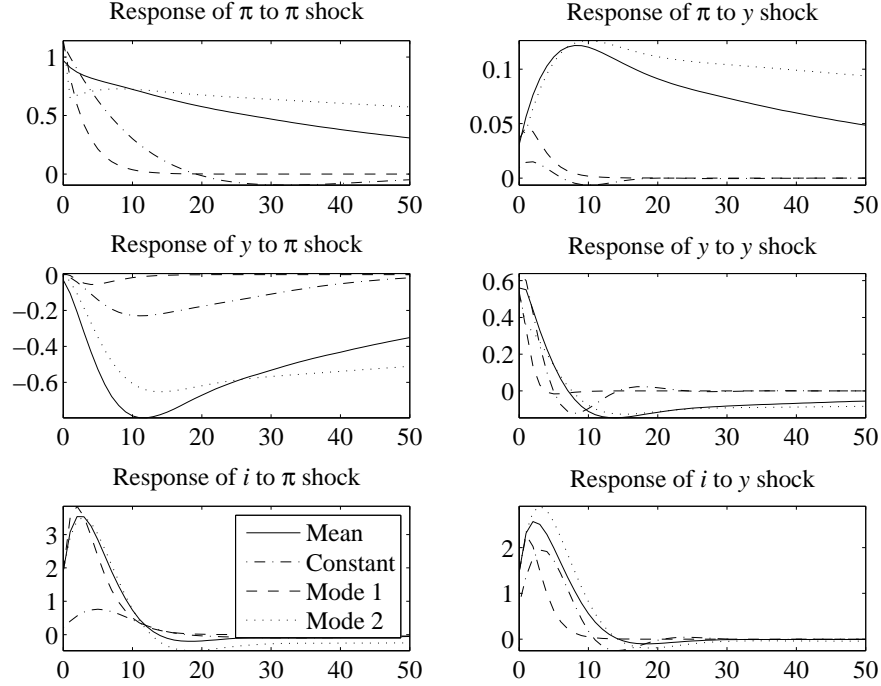 Response of π to π shock
1
0.5
0
0 10 20 30 40 50
Response of π to y shock
0.1
0.05
0
0 10 20 30 40 50
Response of y to π shock
0
−0.2
−0.4
−0.6
0 10 20 30 40 50
Response of y to y shock
0.6
0.4
0.2
0
0 10 20 30 40 50
Response of i to π shock
3
2
1
0
0 10 20 30 40 50
Mean
Constant
Mode 1
Mode 2
Response of i to y shock
2
1
0
0 10 20 30 40 50